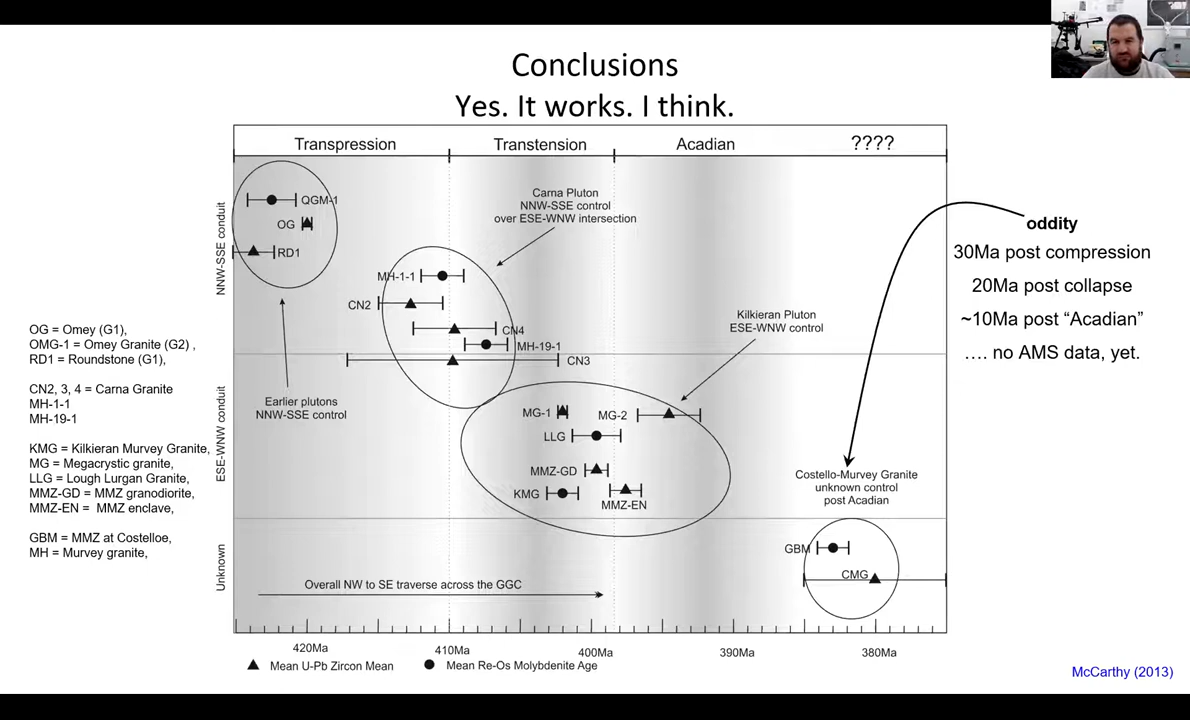 Conclusions
Yes. It works. I think.
Transpression
Transtension
Acadian
????
NNW-SSE conduit
ESE-WNW conduit
Unknown
QGM-1
OG
RD1
Carna Pluton
NNW-SSE control
over ESE-WNW intersection
MH-1-1
CN2
CN4
MH-19-1
CN3
Earlier plutons
NNW-SSE control
Kilkieran Pluton
ESE-WNW control
MG-1
MG-2
LLG
MMZ-GD
KMG
MMZ-EN
Costello-Murvey Granite
unknown control
post Acadian
GBM
CMG
Overall NW to SE traverse across the GGC
420Ma
410Ma
400Ma
390Ma
380Ma
Mean U-Pb Zircon Mean
Mean Re-Os Molybdenite Age
OG = Omey (G1),
OMG-1 = Omey Granite (G2) ,
RD1 = Roundstone (G1),
CN2, 3, 4 = Carna Granite
MH-1-1
MH-19-1
KMG = Kilkieran Murvey Granite,
MG = Megacrystic granite,
LLG = Lough Lurgan Granite,
MMZ-GD = MMZ granodiorite,
MMZ-EN = MMZ enclave,
GBM = MMZ at Costelloe,
MH = Murvey granite,
oddity
30Ma post compression
20Ma post collapse
~10Ma post “Acadian”
…. no AMS data, yet.
McCarthy (2013)